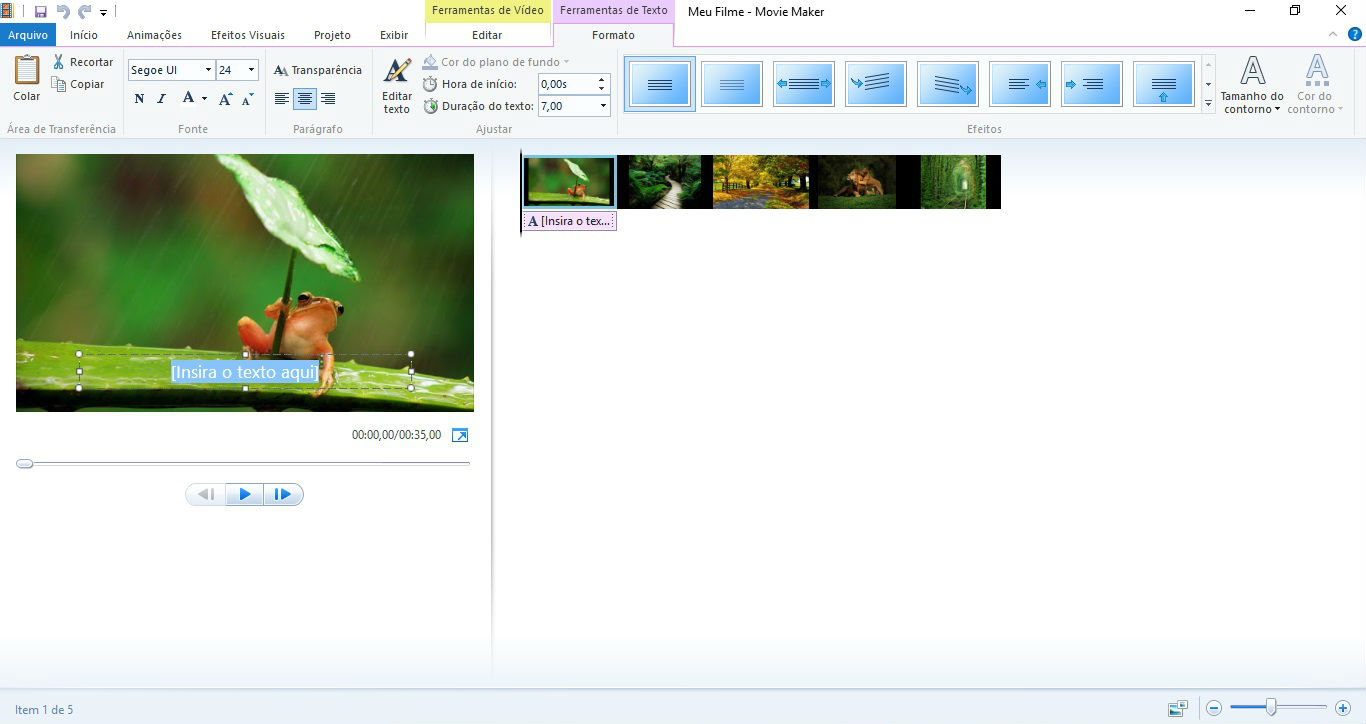 Ferramentas de Vídeo
Ferramentas de Texto
Meu Filme - Movie Maker
Arquivo
Início
Animações
Efeitos Visuais
Projeto
Exibir
Editar
Formato
Colar
Recortar
Copiar
Área de Transferência
Segoe UI
24
N I A A A
Fonte
Transparência
Parágrafo
Editar
texto
Cor do plano de fundo
Hora de início: 0,00s
Duração do texto: 7,00
Ajustar
Efeitos
Tamanho do
contorno
Cor do
contorno
[Insira o texto aqui]
00:00,00/00:35,00
A [Insira o tex...
Item 1 de 5